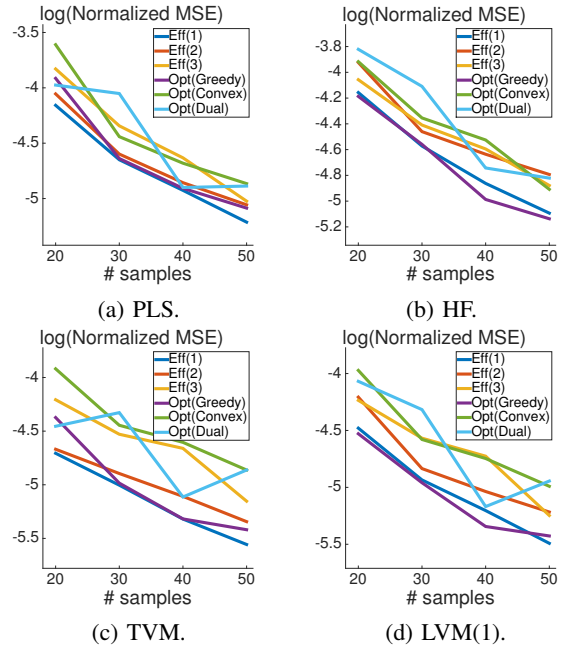 log(Normalized MSE)
-3.5
-4
-4.5
-5
Eff(1)
Eff(2)
Eff(3)
Opt(Greedy)
Opt(Convex)
Opt(Dual)
20 30 40 50
# samples
(a) PLS.
log(Normalized MSE)
-3.8
-4
-4.2
-4.4
-4.6
-4.8
-5
-5.2
Eff(1)
Eff(2)
Eff(3)
Opt(Greedy)
Opt(Convex)
Opt(Dual)
20 30 40 50
# samples
(b) HF.
log(Normalized MSE)
-4
-4.5
-5
-5.5
Eff(1)
Eff(2)
Eff(3)
Opt(Greedy)
Opt(Convex)
Opt(Dual)
20 30 40 50
# samples
(c) TVM.
log(Normalized MSE)
-4
-4.5
-5
-5.5
Eff(1)
Eff(2)
Eff(3)
Opt(Greedy)
Opt(Convex)
Opt(Dual)
20 30 40 50
# samples
(d) LVM(1).